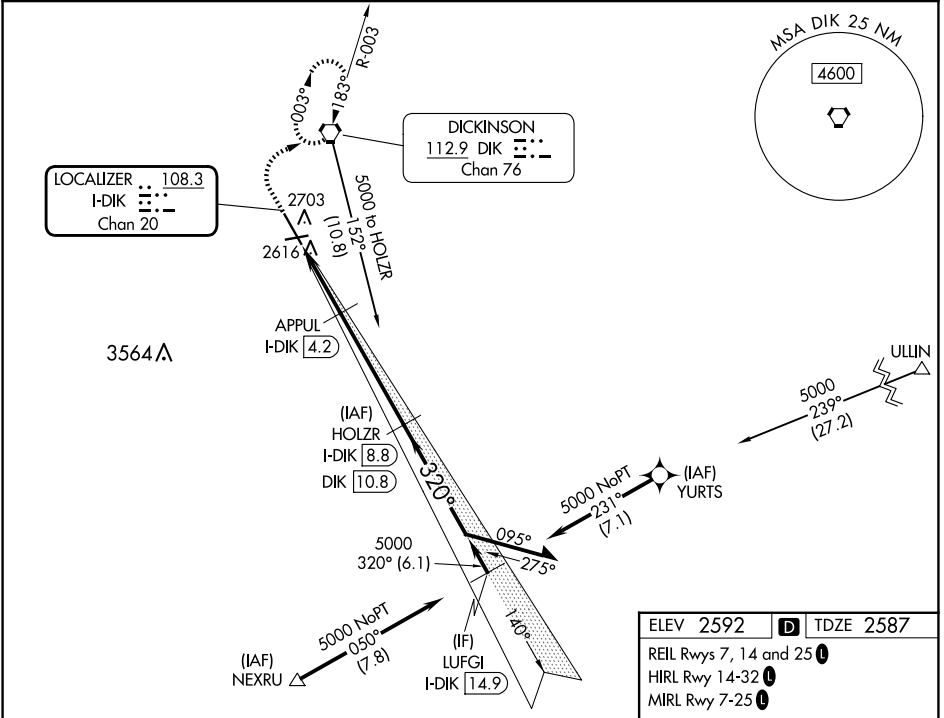 R-003
183°
003°
MSA DIK 25 NM
4600
DICKINSON
112.9 DIK
Chan 76
LOCALIZER 108.3
I-DIK
Chan 20
2703
2616
5000 to HOLZR
152°
(10.8)
APPUL
I-DIK 4.2
3564
ULLIN
5000
239°
(27.2)
(IAF)
HOLZR
I-DIK 8.8
DIK 10.8
320°
(IAF)
YURTS
5000 NoPT
231°
(7.1)
095°
275°
5000
320° (6.1)
140°
5000 NoPT
050°
(7.8)
(IAF)
NEXRU
(IF)
LUFGI
I-DIK 14.9
ELEV 2592 D TDZE 2587
REIL Rwys 7, 14 and 25 L
HIRL Rwy 14-32 L
MIRL Rwy 7-25 L